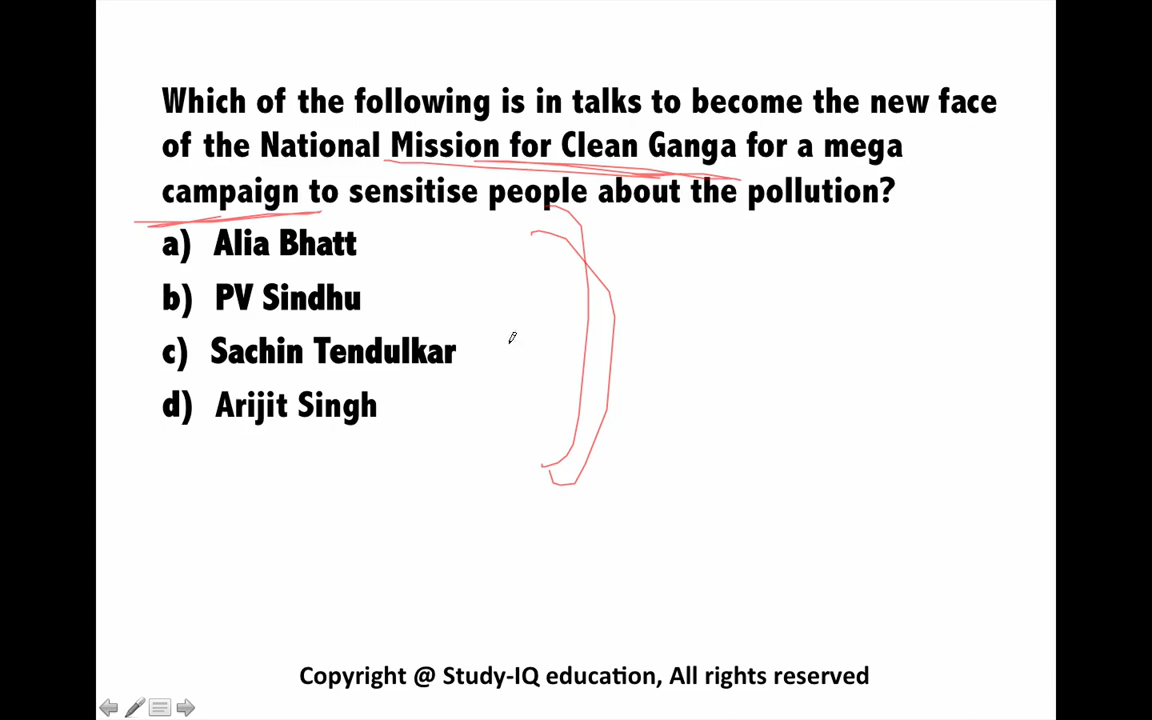 Which of the following is in talks to become the new face
of the National Mission for Clean Ganga for a mega
campaign to sensitise people about the pollution?
a) Alia Bhatt
b) PV Sindhu
c) Sachin Tendulkar
d) Arijit Singh
Copyright @ Study-IQ education, All rights reserved